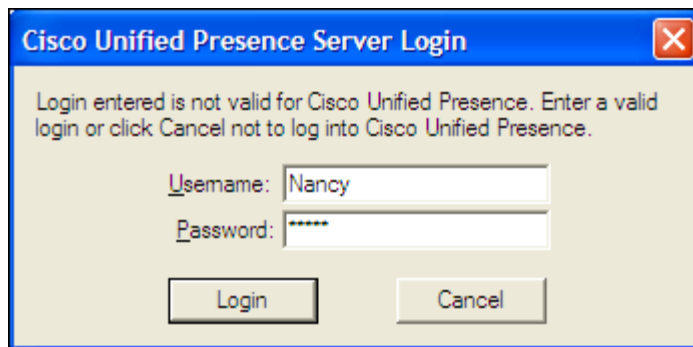 Cisco Unified Presence Server Login
Login entered is not valid for Cisco Unified Presence. Enter a valid
login or click Cancel not to log into Cisco Unified Presence.
Username: Nancy
Password: *****
Login Cancel